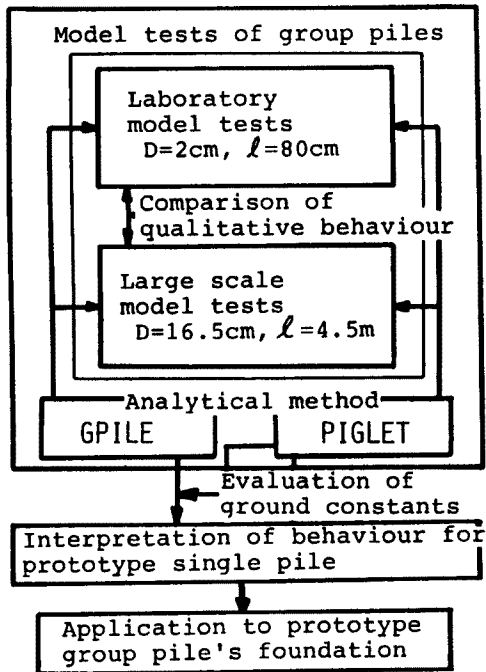 Model tests of group piles
Laboratory
model tests
D=2cm, ℓ=80cm
Comparison of
qualitative behaviour
Large scale
model tests
D=16.5cm, ℓ=4.5m
Analytical method
GPILE
PIGLET
Evaluation of
ground constants
Interpretation of behaviour for
prototype single pile
Application to prototype
group pile's foundation